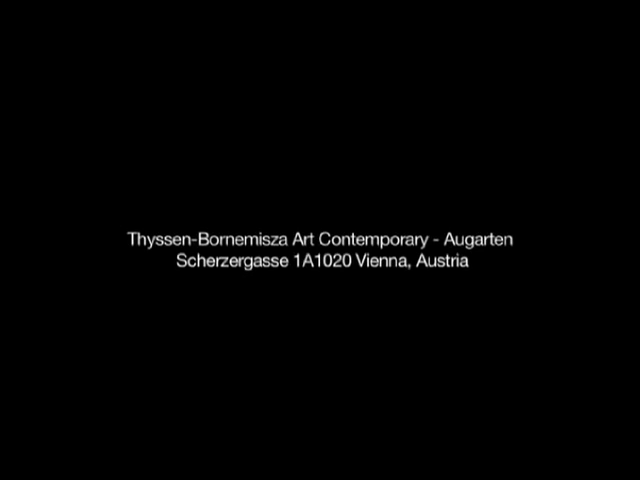 Thyssen-Bornemisza Art Contemporary - Augarten
Scherzergasse 1A1020 Vienna, Austria